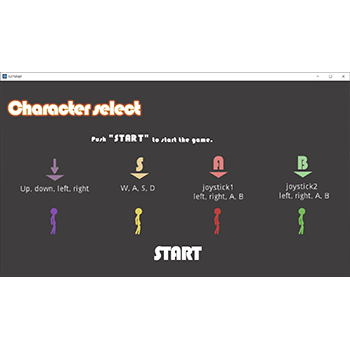 Character select
Push "START" to start the game.
S
A
B
Up, down, left, right
W, A, S, D
joystick1
left, right, A, B
joystick2
left, right, A, B
START